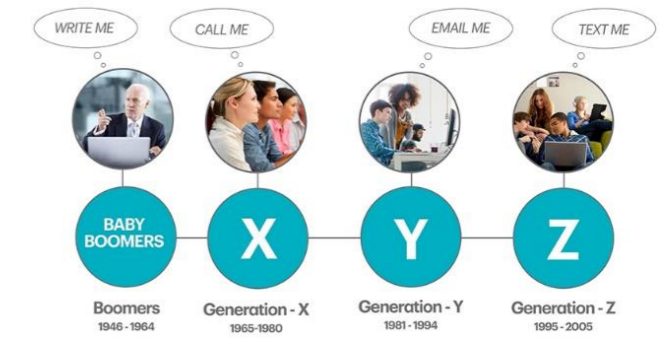 WRITE ME
CALL ME
EMAIL ME
TEXT ME
BABY
BOOMERS
X
Y
Z
Boomers
1946 - 1964
Generation - X
1965-1980
Generation - Y
1981 - 1994
Generation - Z
1995 - 2005